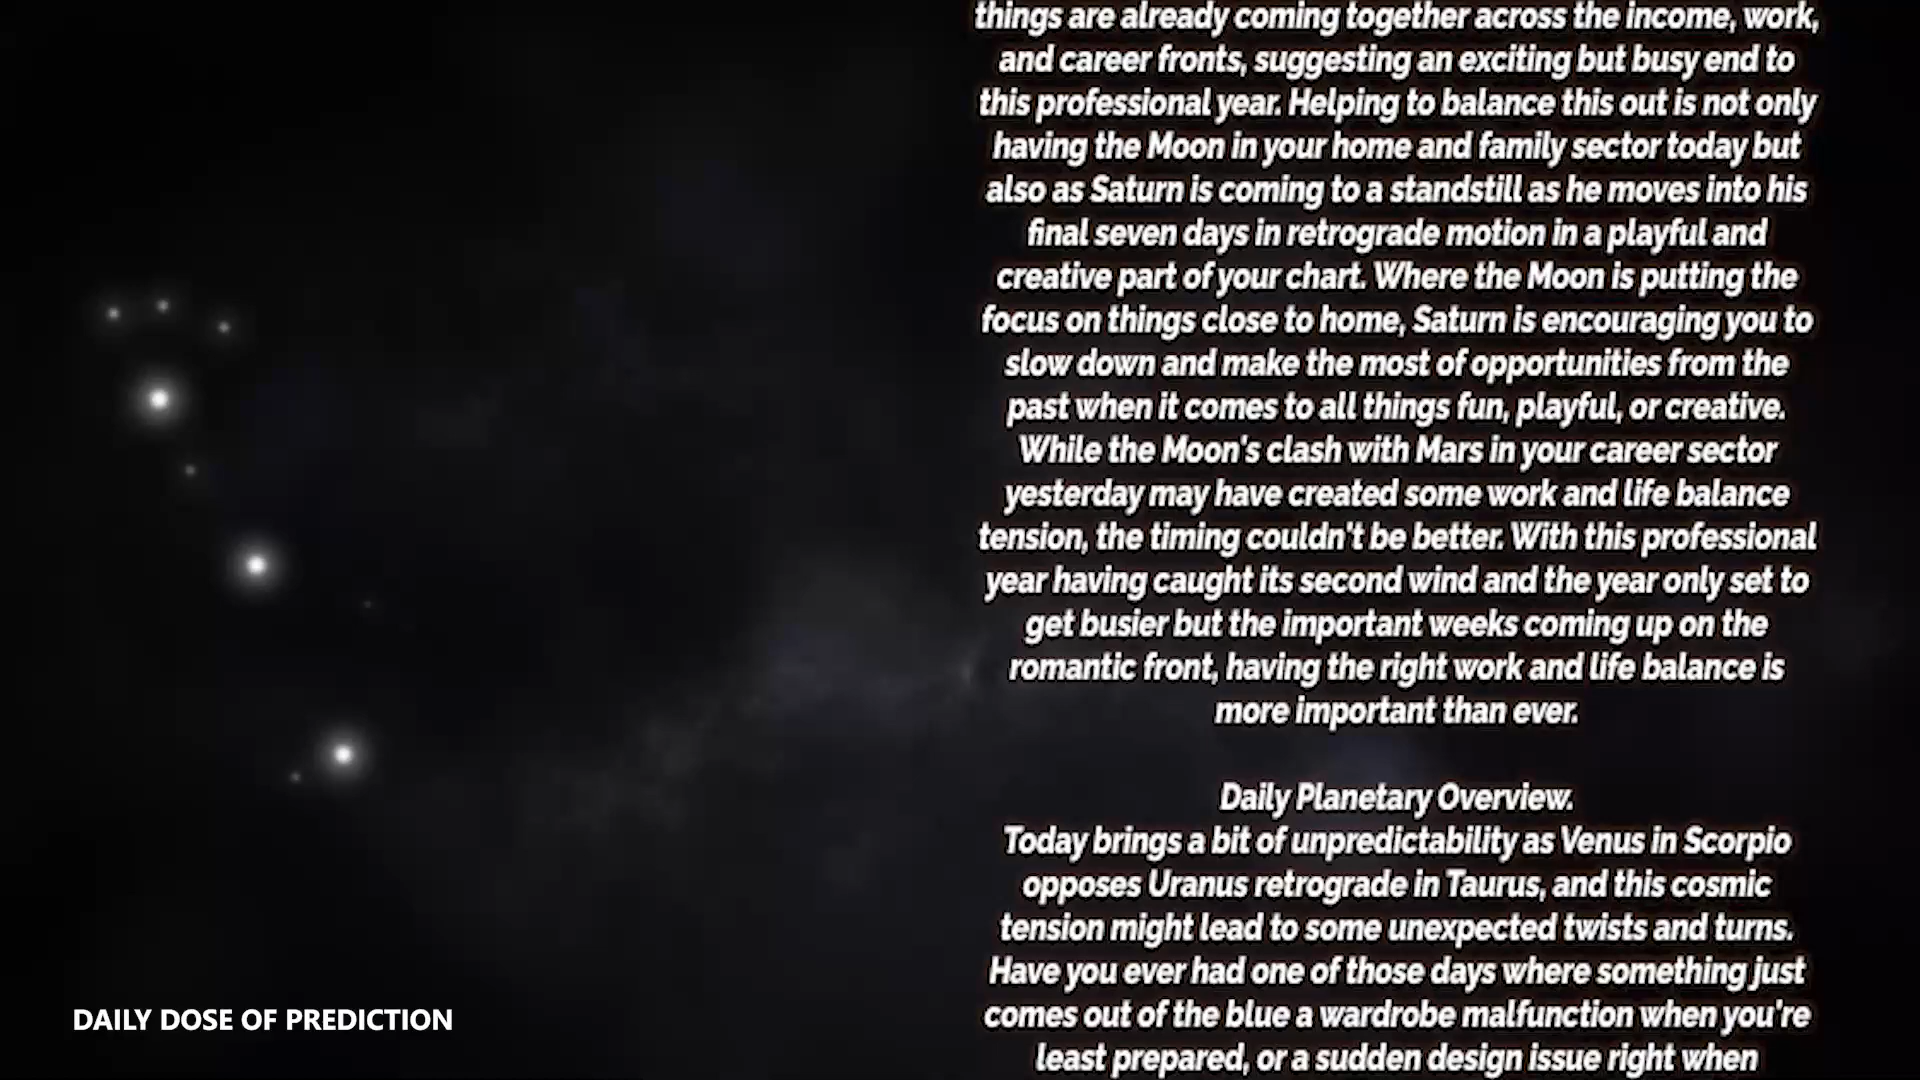 things are already coming together across the income, work,
and career fronts, suggesting an exciting but busy end to
this professional year. Helping to balance this out is not only
having the Moon in your home and family sector today but
also as Saturn is coming to a standstill as he moves into his
final seven days in retrograde motion in a playful and
creative part of your chart. Where the Moon is putting the
focus on things close to home, Saturn is encouraging you to
slow down and make the most of opportunities from the
past when it comes to all things fun, playful, or creative.
While the Moon's clash with Mars in your career sector
yesterday may have created some work and life balance
tension, the timing couldn't be better. With this professional
year having caught its second wind and the year only set to
get busier but the important weeks coming up on the
romantic front, having the right work and life balance is
more important than ever.
Daily Planetary Overview.
Today brings a bit of unpredictability as Venus in Scorpio
opposes Uranus retrograde in Taurus, and this cosmic
tension might lead to some unexpected twists and turns.
Have you ever had one of those days where something just
comes out of the blue a wardrobe malfunction when you're
least prepared, or a sudden design issue right when
DAILY DOSE OF PREDICTION